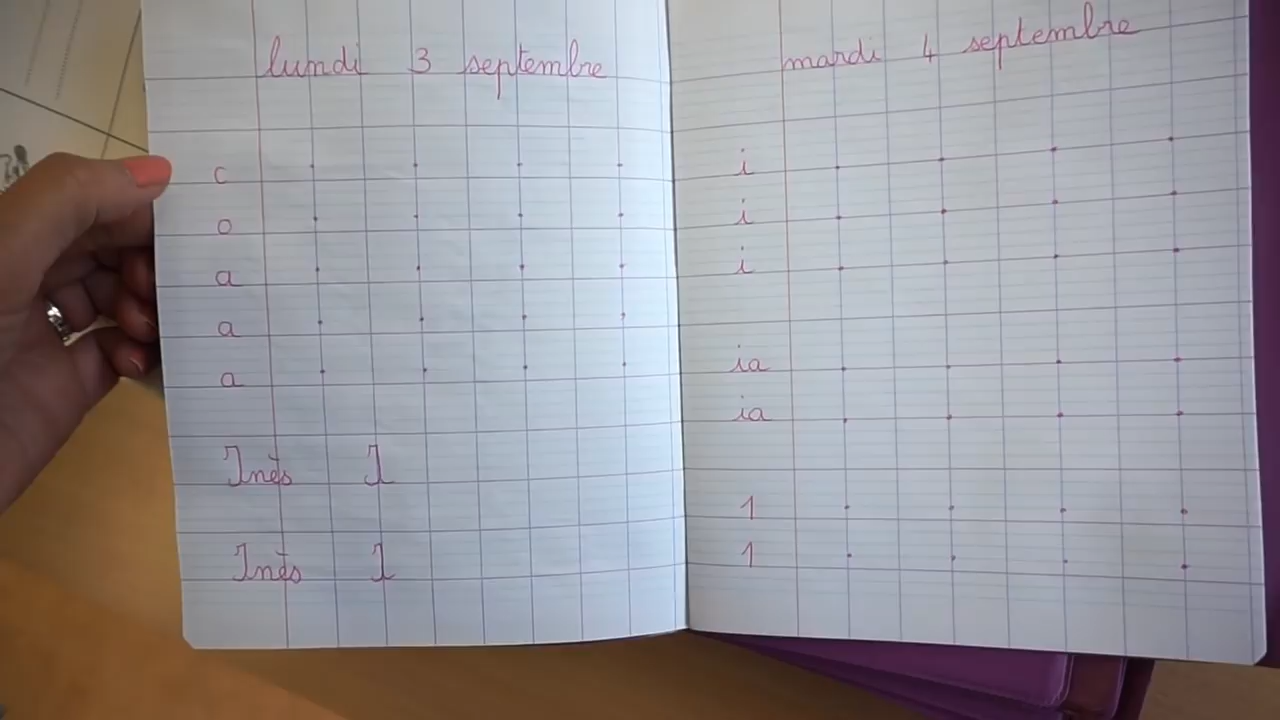 lundi 3 septembre
c
o
a
a
a
Inès I
Inès I
mardi 4 septembre
i
i
i
ia
ia
1
1